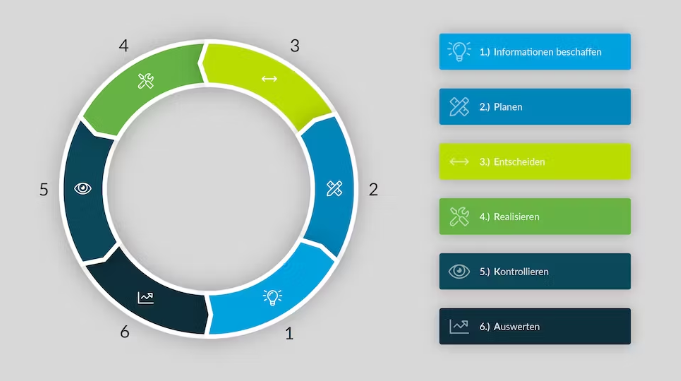 4
3
5
2
6
1
1.) Informationen beschaffen
2.) Planen
3.) Entscheiden
4.) Realisieren
5.) Kontrollieren
6.) Auswerten